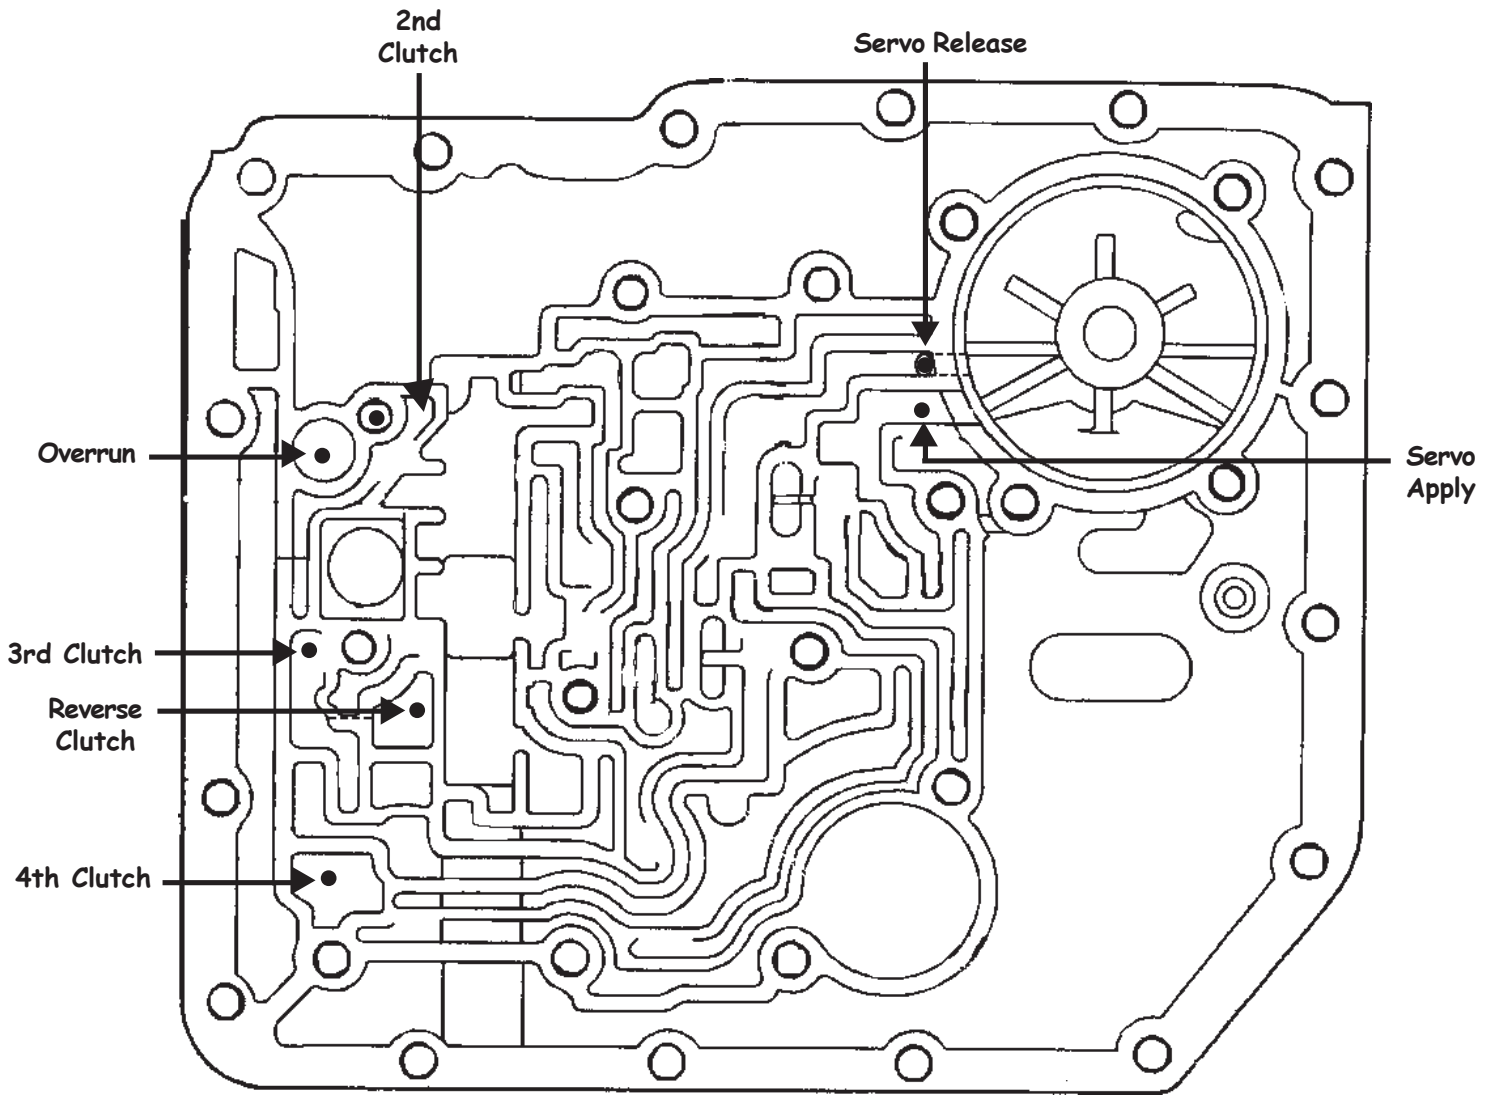 2nd
Clutch
Servo Release
Overrun
Servo
Apply
3rd Clutch
Reverse
Clutch
4th Clutch